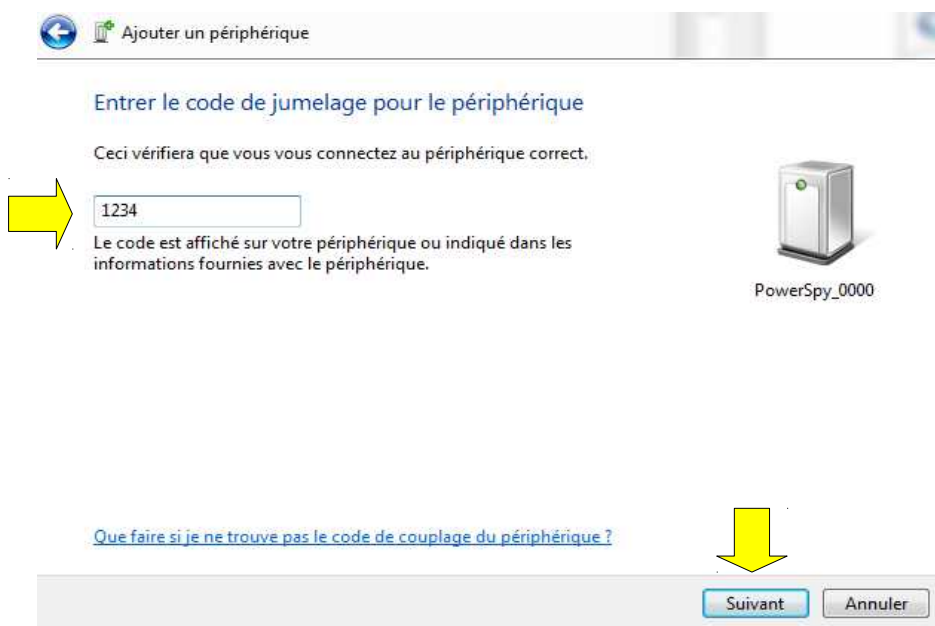 Ajouter un périphérique
Entrer le code de jumelage pour le périphérique
Ceci vérifiera que vous vous connectez au périphérique correct.
1234
Le code est affiché sur votre périphérique ou indiqué dans les
informations fournies avec le périphérique.
PowerSpy_0000
Que faire si je ne trouve pas le code de couplage du périphérique ?
Suivant
Annuler